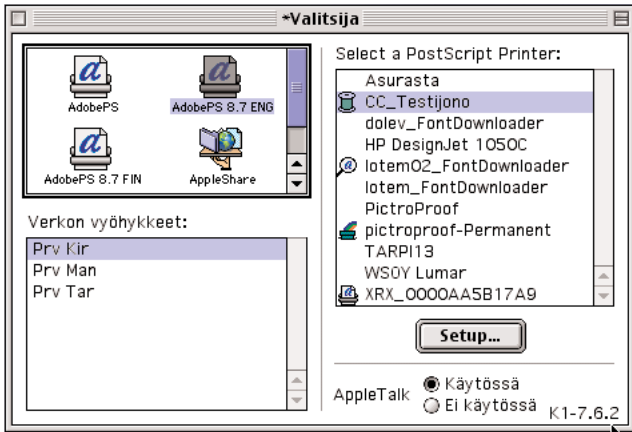 *Valitsija
AdobePS
AdobePS 8.7 ENG
AdobePS 8.7 FIN
AppleShare
Verkon vyöhykkeet:
Prv Kir
Prv Man
Prv Tar
Select a PostScript Printer:
Asurasta
CC_Testijono
dolev_FontDownloader
HP DesignJet 1050C
lotem02_FontDownloader
lotem_FontDownloader
PictroProof
pictroproof-Permanent
TARPI13
WSOY Lumar
XRX_0000AA5B17A9
Setup...
AppleTalk
Käytössä
Ei käytössä
K1-7.6.2